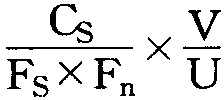 C_S / (F_S × F_n) × V / U